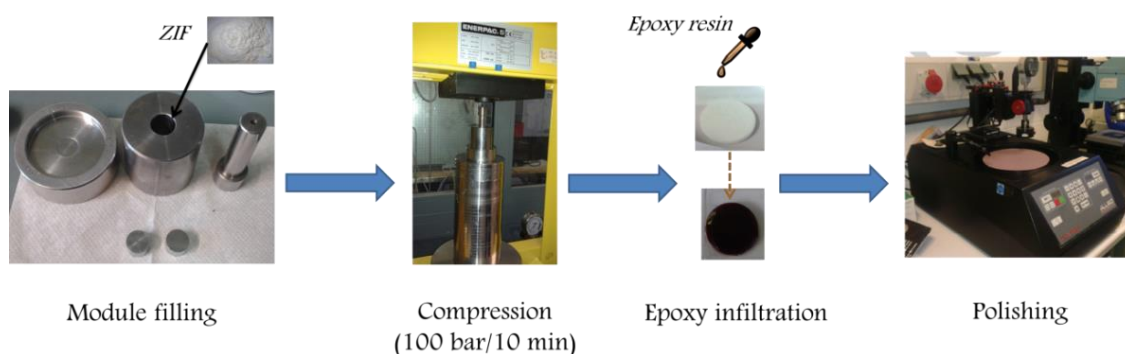 ZIF
ENERPAC
Epoxy resin
Module filling
Compression
(100 bar/10 min)
Epoxy infiltration
Polishing